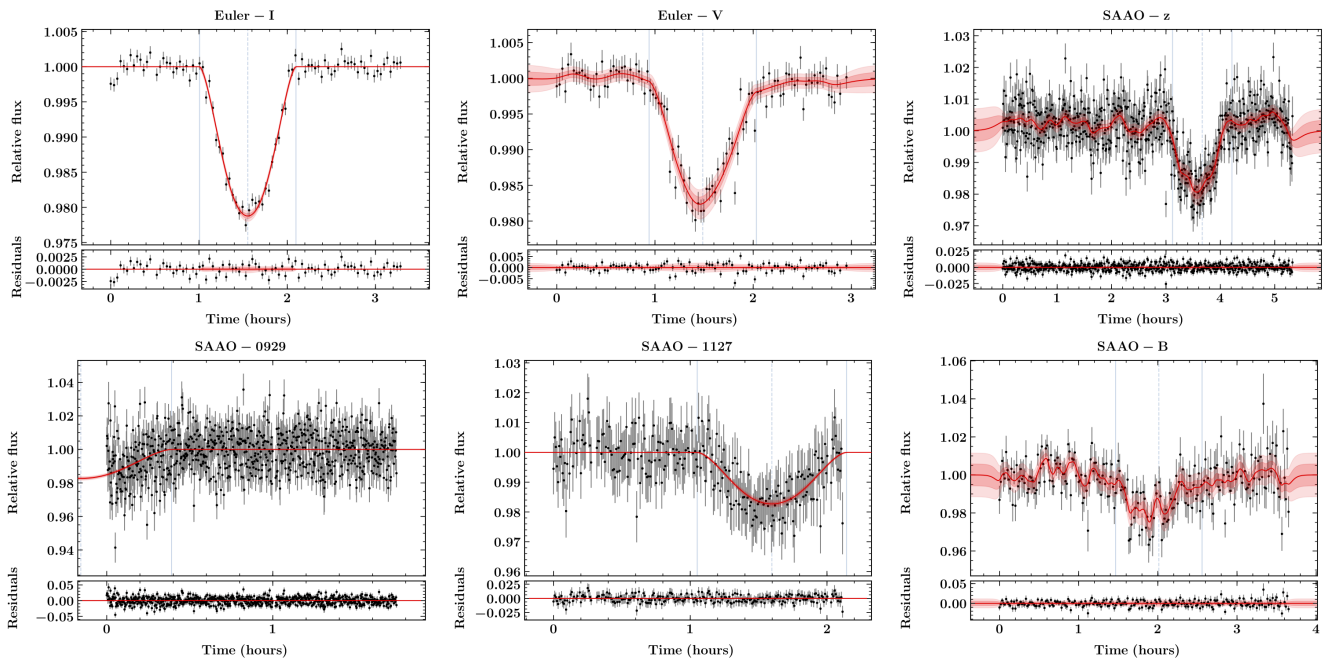 Euler – I
Relative flux
1.005
1.000
0.995
0.990
0.985
0.980
0.975
Residuals
0.0025
0.0000
−0.0025
0 1 2 3
Time (hours)
Euler – V
Relative flux
1.005
1.000
0.995
0.990
0.985
0.980
Residuals
0.005
0.000
−0.005
0 1 2 3
Time (hours)
SAAO – z
Relative flux
1.03
1.02
1.01
1.00
0.99
0.98
0.97
Residuals
0.025
0.000
−0.025
0 1 2 3 4 5
Time (hours)
SAAO – 0929
Relative flux
1.04
1.02
1.00
0.98
0.96
0.94
Residuals
0.05
0.00
−0.05
0 1
Time (hours)
SAAO – 1127
Relative flux
1.03
1.02
1.01
1.00
0.99
0.98
0.97
0.96
Residuals
0.025
0.000
−0.025
0 1 2
Time (hours)
SAAO – B
Relative flux
1.06
1.04
1.02
1.00
0.98
0.96
Residuals
0.05
0.00
0 1 2 3 4
Time (hours)